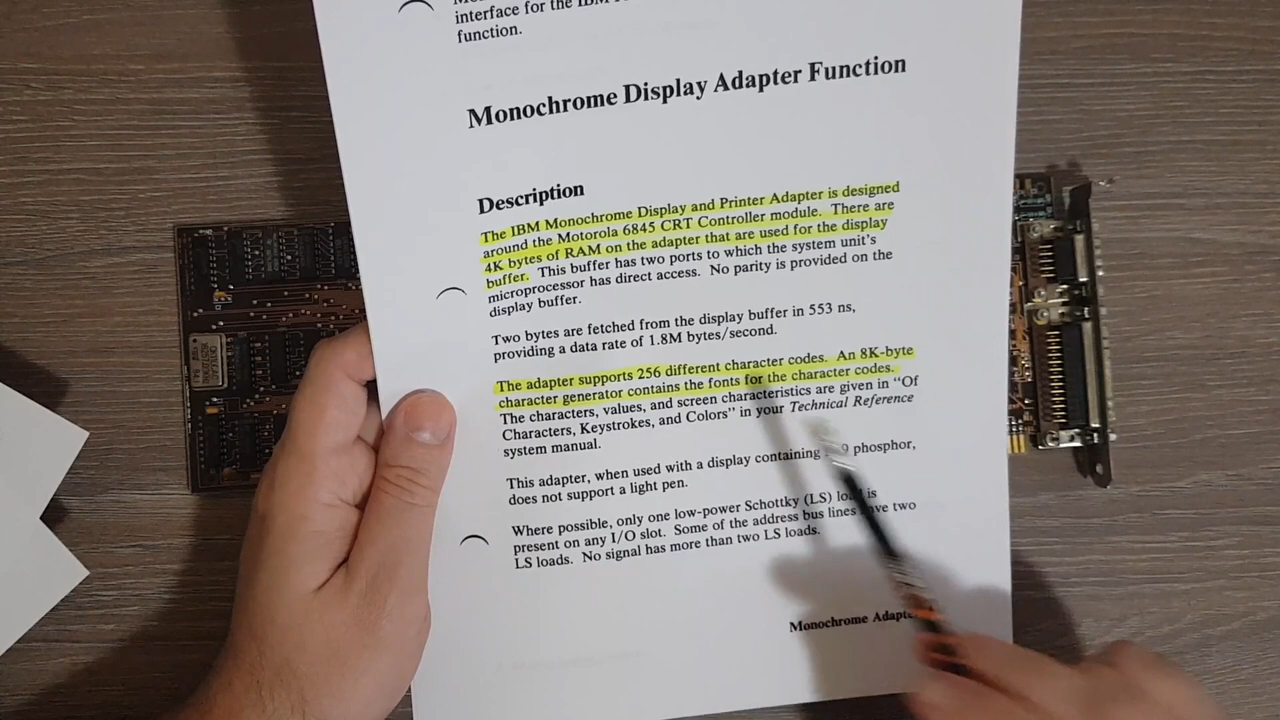 interface for the IBM
function.
Monochrome Display Adapter Function
Description
The IBM Monochrome Display and Printer Adapter is designed
around the Motorola 6845 CRT Controller module. There are
4K bytes of RAM on the adapter that are used for the display
buffer. This buffer has two ports to which the system unit's
microprocessor has direct access. No parity is provided on the
display buffer.
Two bytes are fetched from the display buffer in 553 ns,
providing a data rate of 1.8M bytes/second.
The adapter supports 256 different character codes. An 8K-byte
character generator contains the fonts for the character codes.
The characters, values, and screen characteristics are given in "Of
Characters, Keystrokes, and Colors" in your Technical Reference
system manual.
This adapter, when used with a display containing phosphor,
does not support a light pen.
Where possible, only one low-power Schottky (LS) is
present on any I/O slot. Some of the address bus lines have two
LS loads. No signal has more than two LS loads.
Monochrome